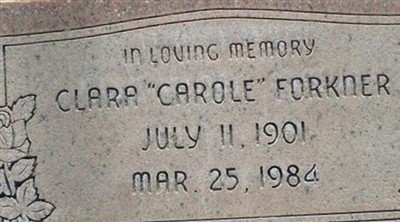 IN LOVING MEMORY
CLARA "CAROLE" FORKNER
JULY 11, 1901
MAR. 25, 1984